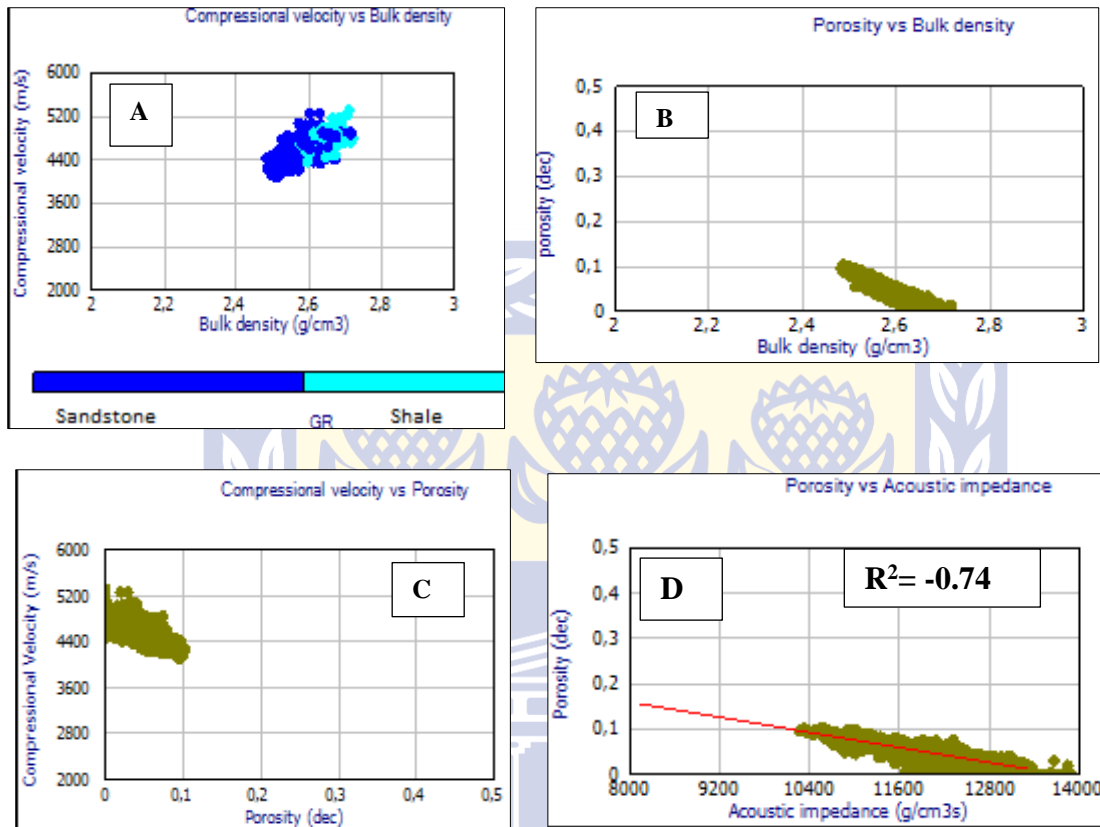 Compressional velocity vs Bulk density
A
Compressional velocity (m/s)
6000
5200
4400
3600
2800
2000
2 2,2 2,4 2,6 2,8 3
Bulk density (g/cm3)
Sandstone GR Shale
Porosity vs Bulk density
B
porosity (dec)
0,5
0,4
0,3
0,2
0,1
0
2 2,2 2,4 2,6 2,8 3
Bulk density (g/cm3)
Compressional velocity vs Porosity
C
Compressional Velocity (m/s)
6000
5200
4400
3600
2800
2000
0 0,1 0,2 0,3 0,4 0,5
Porosity (dec)
Porosity vs Acoustic impedance
D
R²= -0.74
Porosity (dec)
0,5
0,4
0,3
0,2
0,1
0
8000 9200 10400 11600 12800 14000
Acoustic impedance (g/cm3s)